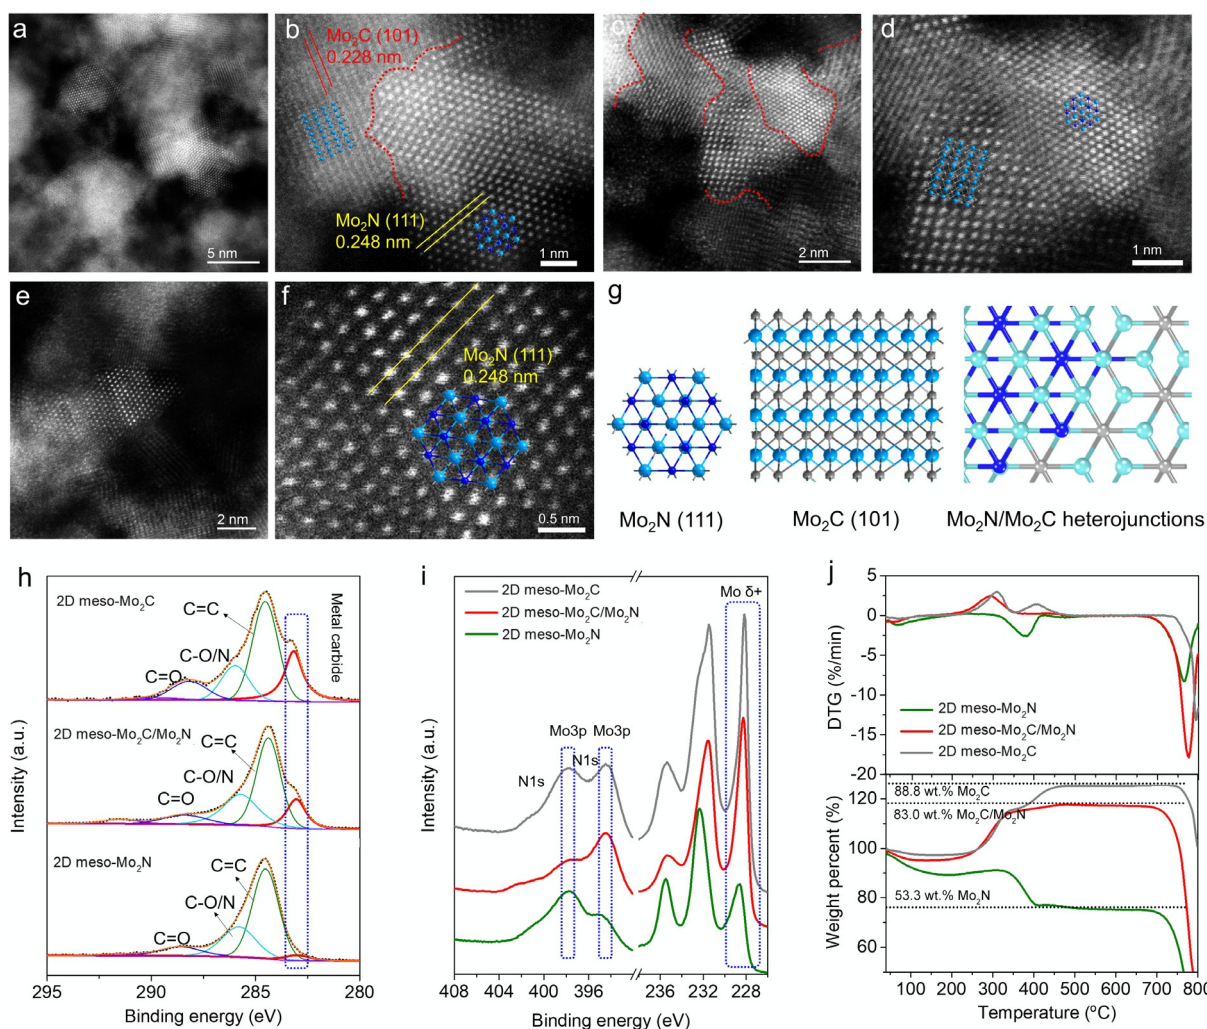 a
5 nm
b
Mo₂C (101)
0.228 nm
Mo₂N (111)
0.248 nm
1 nm
c
2 nm
d
1 nm
e
2 nm
f
Mo₂N (111)
0.248 nm
0.5 nm
g
Mo₂N (111)
Mo₂C (101)
Mo₂N/Mo₂C heterojunctions
h
2D meso-Mo₂C
C=C
C-O/N
C=O
Metal carbide
2D meso-Mo₂C/Mo₂N
C=C
C-O/N
C=O
2D meso-Mo₂N
C=C
C-O/N
C=O
Intensity (a.u.)
295 290 285 280
Binding energy (eV)
i
2D meso-Mo₂C
2D meso-Mo₂C/Mo₂N
2D meso-Mo₂N
Mo δ+
Mo3p Mo3p
N1s N1s
Intensity (a.u.)
408 404 400 396 236 232 228
Binding energy (eV)
j
5
0
-5
-10
-15
-20
DTG (%/min)
2D meso-Mo₂N
2D meso-Mo₂C/Mo₂N
2D meso-Mo₂C
120
100
80
60
Weight percent (%)
88.8 wt.% Mo₂C
83.0 wt.% Mo₂C/Mo₂N
53.3 wt.% Mo₂N
100 200 300 400 500 600 700 800
Temperature (ºC)